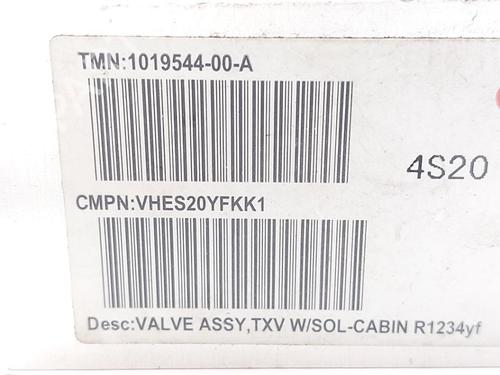 TMN:1019544-00-A
4S20
CMPN:VHES20YFKK1
Desc:VALVE ASSY,TXV W/SOL-CABIN R1234yf